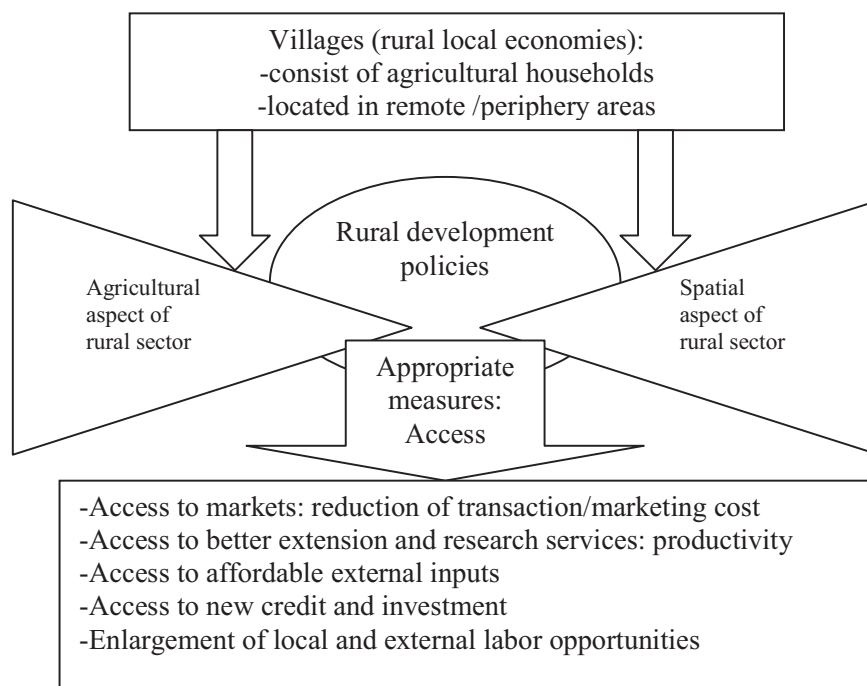 Villages (rural local economies):
-consist of agricultural households
-located in remote /periphery areas
Rural development
policies
Agricultural
aspect of
rural sector
Spatial
aspect of
rural sector
Appropriate
measures:
Access
-Access to markets: reduction of transaction/marketing cost
-Access to better extension and research services: productivity
-Access to affordable external inputs
-Access to new credit and investment
-Enlargement of local and external labor opportunities